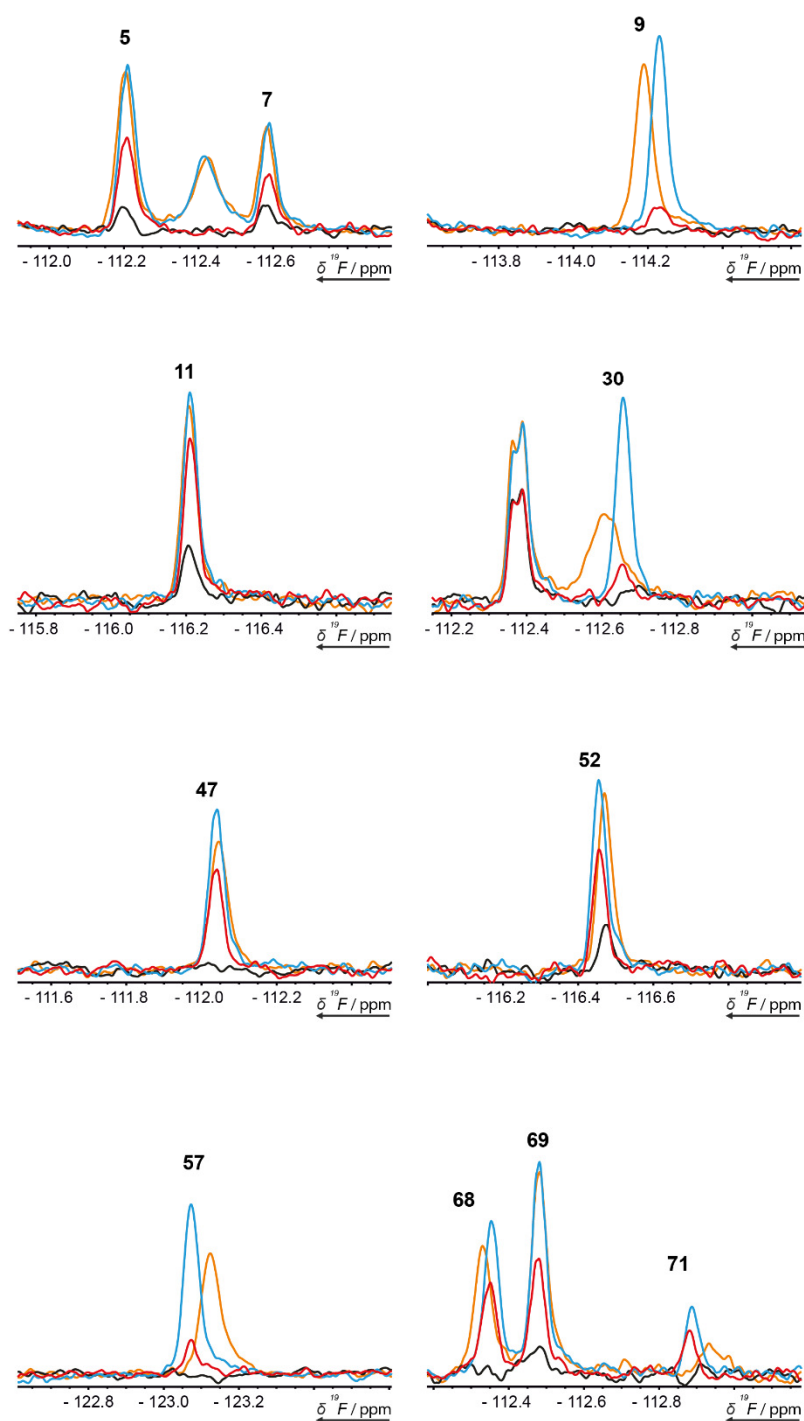 5
7
- 112.0 - 112.2 - 112.4 - 112.6
δ ¹⁹F / ppm
9
- 113.8 - 114.0 - 114.2
δ ¹⁹F / ppm
11
- 115.8 - 116.0 - 116.2 - 116.4
δ ¹⁹F / ppm
30
- 112.2 - 112.4 - 112.6 - 112.8
δ ¹⁹F / ppm
47
- 111.6 - 111.8 - 112.0 - 112.2
δ ¹⁹F / ppm
52
- 116.2 - 116.4 - 116.6
δ ¹⁹F / ppm
57
- 122.8 - 123.0 - 123.2
δ ¹⁹F / ppm
68
69
71
- 112.4 - 112.6 - 112.8
δ ¹⁹F / ppm